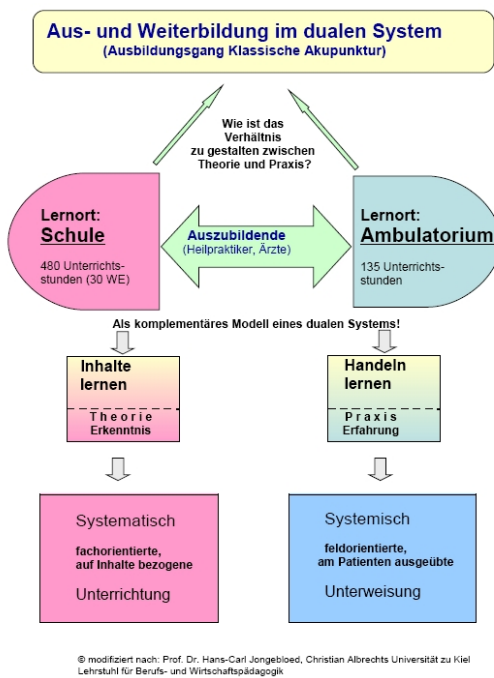 Aus- und Weiterbildung im dualen System
(Ausbildungsgang Klassische Akupunktur)
Wie ist das
Verhältnis
zu gestalten zwischen
Theorie und Praxis?
Lernort:
Schule
480 Unterrichts-
stunden (30 WE)
Auszubildende
(Heilpraktiker, Ärzte)
Lernort:
Ambulatorium
135 Unterrichts-
stunden
Als komplementäres Modell eines dualen Systems!
Inhalte
lernen
Theorie
Erkenntnis
Handeln
lernen
Praxis
Erfahrung
Systematisch
fachorientierte,
auf Inhalte bezogene
Unterrichtung
Systemisch
feldorientierte,
am Patienten ausgeübte
Unterweisung
© modifiziert nach: Prof. Dr. Hans-Carl Jongebloed, Christian Albrechts Universität zu Kiel
Lehrstuhl für Berufs- und Wirtschaftspädagogik